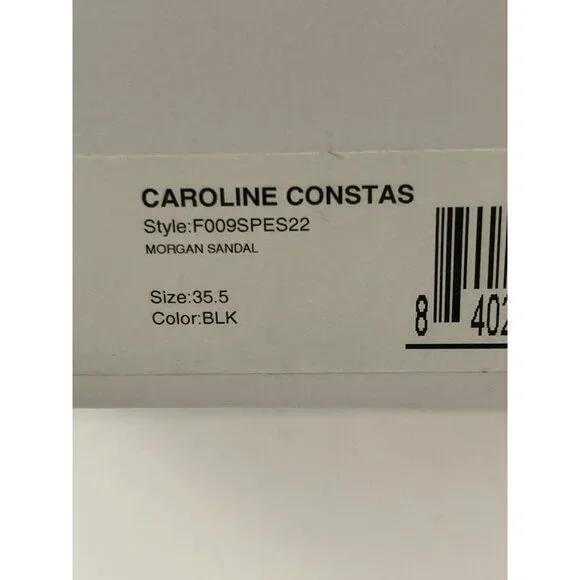 CAROLINE CONSTAS
Style:F009SPES22
MORGAN SANDAL
Size:35.5
Color:BLK
8 402